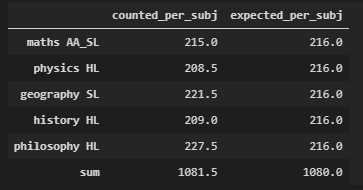 counted_per_subj expected_per_subj
maths AA_SL 215.0 216.0
physics HL 208.5 216.0
geography SL 221.5 216.0
history HL 209.0 216.0
philosophy HL 227.5 216.0
sum 1081.5 1080.0